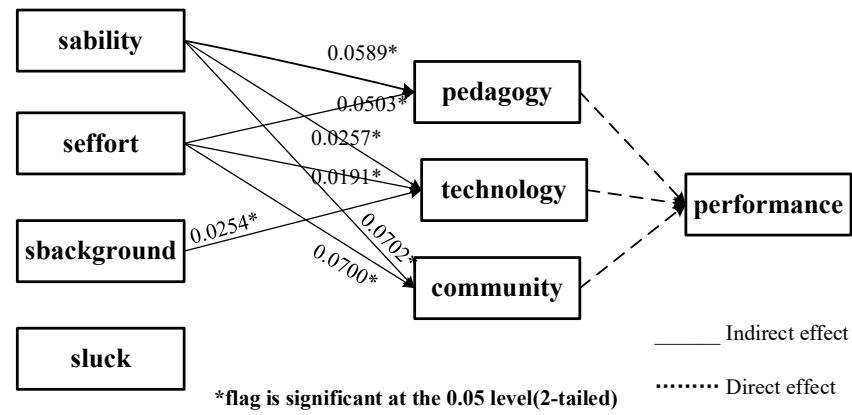 sability
0.0589*
pedagogy
0.0503*
seffort
0.0257*
0.0191*
technology
performance
sbackground
0.0254*
0.0702*
0.0700*
community
sluck
Indirect effect
Direct effect
*flag is significant at the 0.05 level(2-tailed)